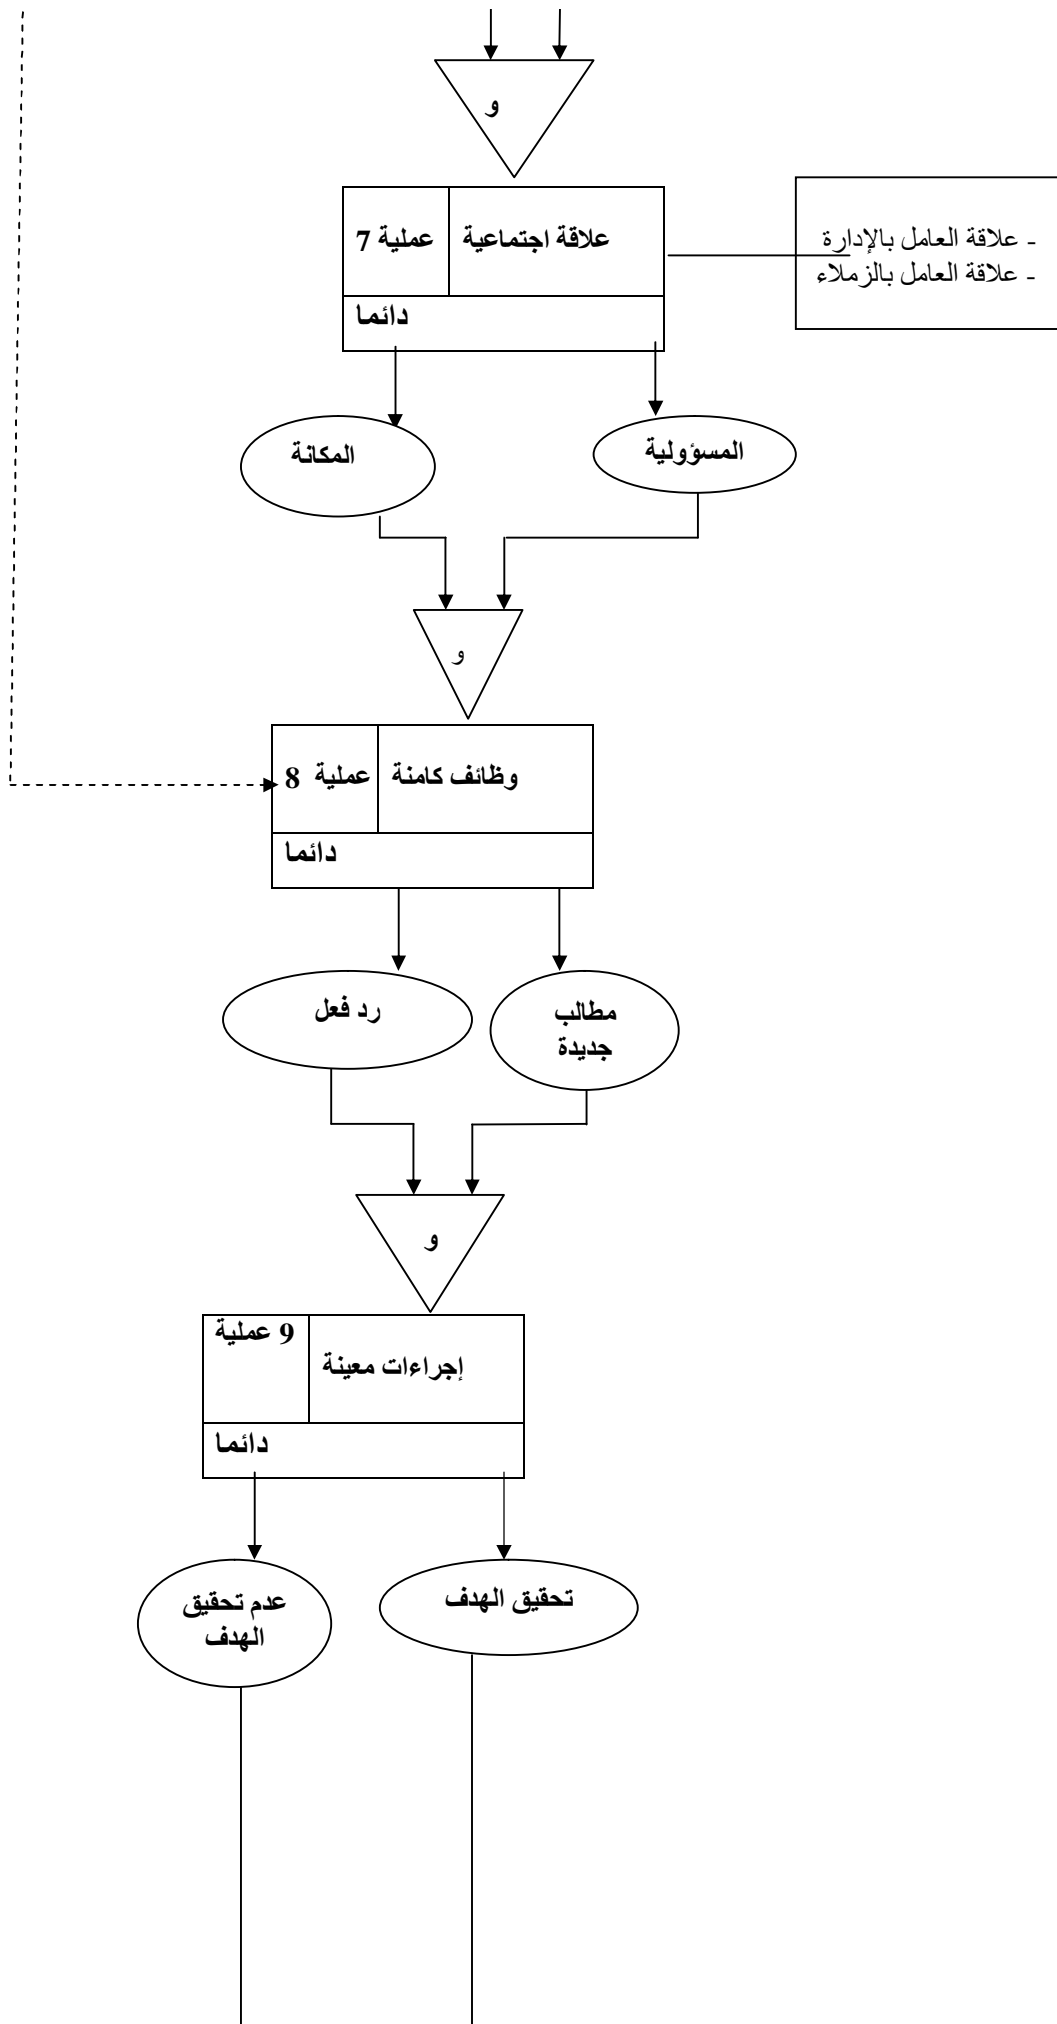 و
علاقة اجتماعية
عملية 7
- علاقة العامل بالإدارة
- علاقة العامل بالزملاء
دائما
المسؤولية
المكانة
و
وظائف كامنة
عملية 8
دائما
رد فعل
مطالب
جديدة
و
9 عملية
إجراءات معينة
دائما
تحقيق الهدف
عدم تحقيق
الهدف